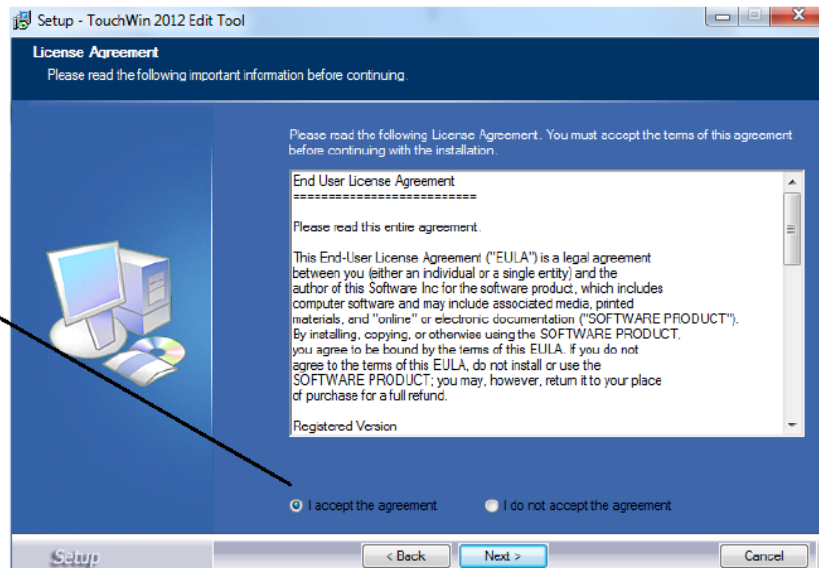 Setup - TouchWin 2012 Edit Tool
License Agreement
Please read the following important information before continuing.
Please read the following License Agreement. You must accept the terms of this agreement
before continuing with the installation.
End User License Agreement
==========================
Please read this entire agreement.
This End-User License Agreement ("EULA") is a legal agreement
between you (either an individual or a single entity) and the
author of this Software Inc for the software product, which includes
computer software and may include associated media, printed
materials, and "online" or electronic documentation ("SOFTWARE PRODUCT").
By installing, copying, or otherwise using the SOFTWARE PRODUCT,
you agree to be bound by the terms of this EULA. If you do not
agree to the terms of this EULA, do not install or use the
SOFTWARE PRODUCT; you may, however, return it to your place
of purchase for a full refund.
Registered Version
I accept the agreement
I do not accept the agreement
Setup
< Back
Next >
Cancel